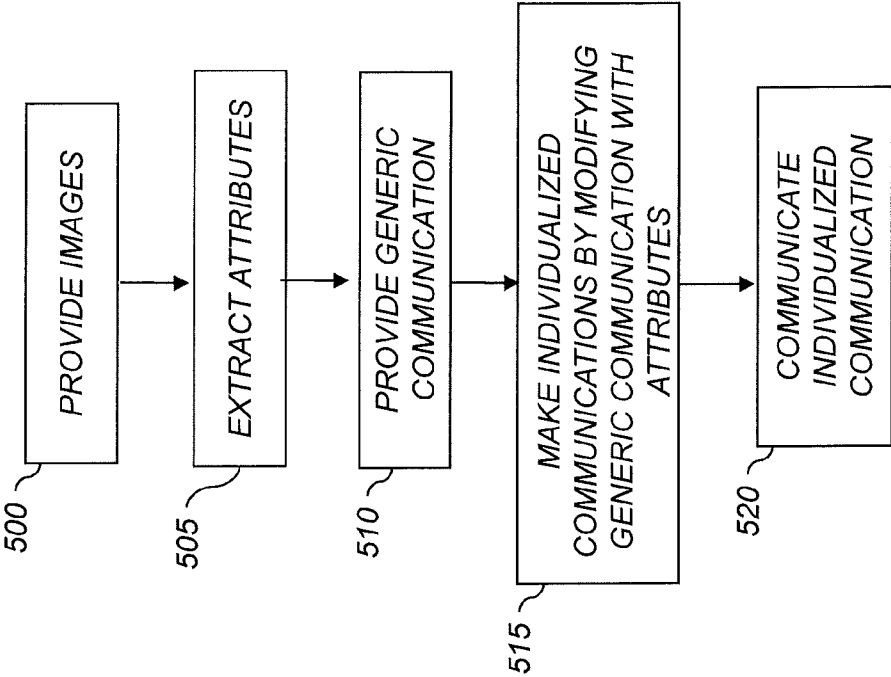 500
PROVIDE IMAGES
505
EXTRACT ATTRIBUTES
510
PROVIDE GENERIC
COMMUNICATION
515
MAKE INDIVIDUALIZED
COMMUNICATIONS BY MODIFYING
GENERIC COMMUNICATION WITH
ATTRIBUTES
520
COMMUNICATE
INDIVIDUALIZED
COMMUNICATION